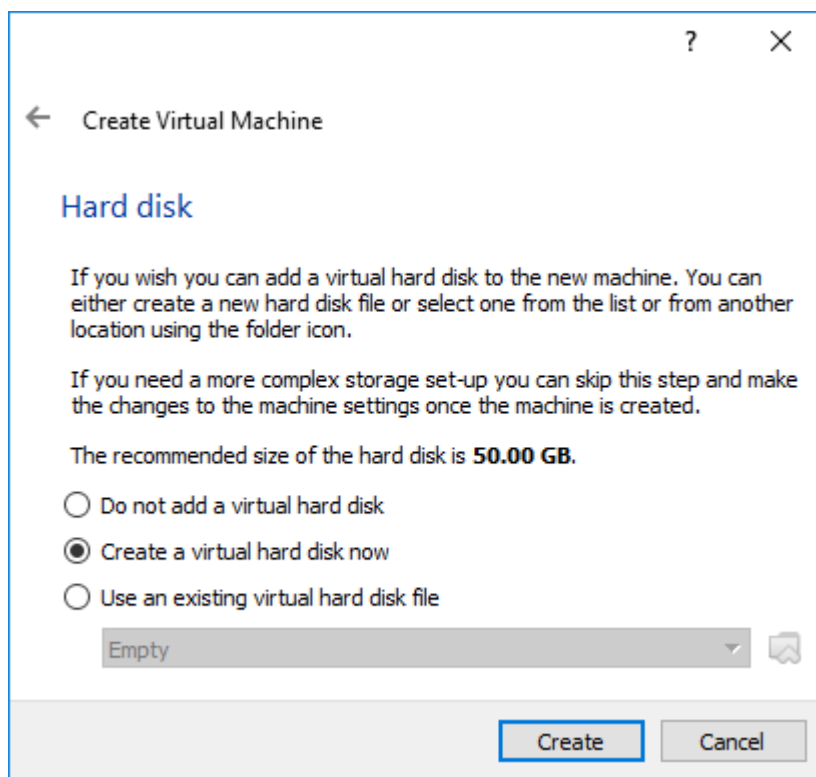 ?
Create Virtual Machine
Hard disk
If you wish you can add a virtual hard disk to the new machine. You can
either create a new hard disk file or select one from the list or from another
location using the folder icon.
If you need a more complex storage set-up you can skip this step and make
the changes to the machine settings once the machine is created.
The recommended size of the hard disk is 50.00 GB.
Do not add a virtual hard disk
Create a virtual hard disk now
Use an existing virtual hard disk file
Empty
Create Cancel